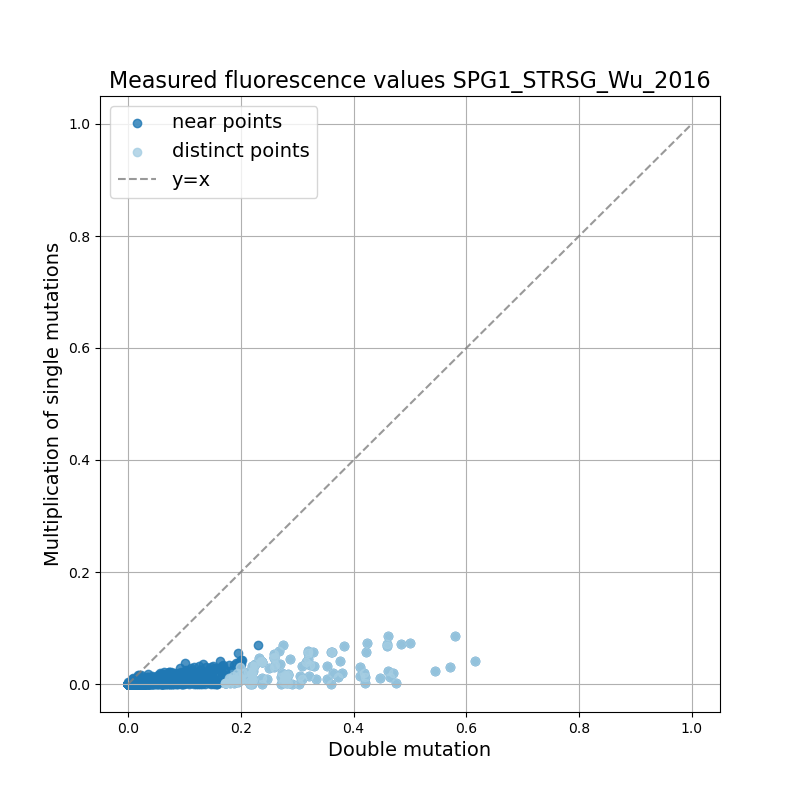 Measured fluorescence values SPG1_STRSG_Wu_2016
near points
distinct points
y=x
1.0
0.8
0.6
0.4
0.2
0.0
Multiplication of single mutations
0.0 0.2 0.4 0.6 0.8 1.0
Double mutation